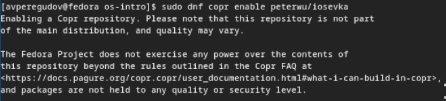 [avperegudov@fedora os-intro]$ sudo dnf copr enable peterwu/iosevka
Enabling a Copr repository. Please note that this repository is not part
of the main distribution, and quality may vary.

The Fedora Project does not exercise any power over the contents of
this repository beyond the rules outlined in the Copr FAQ at
<https://docs.pagure.org/copr.copr/user_documentation.html#what-i-can-build-in-copr>,
and packages are not held to any quality or security level.